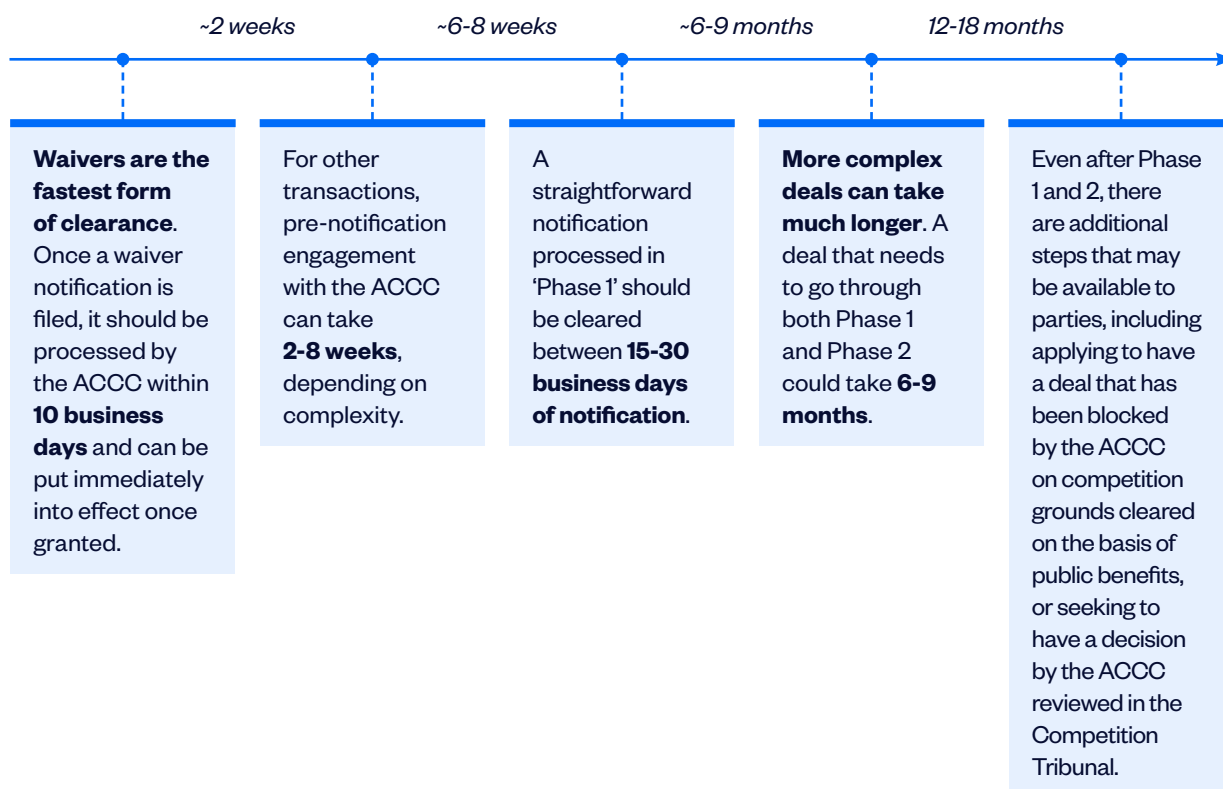 ~2 weeks
~6-8 weeks
~6-9 months
12-18 months
Waivers are the
fastest form
of clearance.
Once a waiver
notification is
filed, it should be
processed by
the ACCC within
10 business
days and can be
put immediately
into effect once
granted.
For other
transactions,
pre-notification
engagement
with the ACCC
can take
2-8 weeks,
depending on
complexity.
A
straightforward
notification
processed in
‘Phase 1’ should
be cleared
between 15-30
business days
of notification.
More complex
deals can take
much longer. A
deal that needs
to go through
both Phase 1
and Phase 2
could take 6-9
months.
Even after Phase
1 and 2, there
are additional
steps that may
be available to
parties, including
applying to have
a deal that has
been blocked
by the ACCC
on competition
grounds cleared
on the basis of
public benefits,
or seeking to
have a decision
by the ACCC
reviewed in the
Competition
Tribunal.